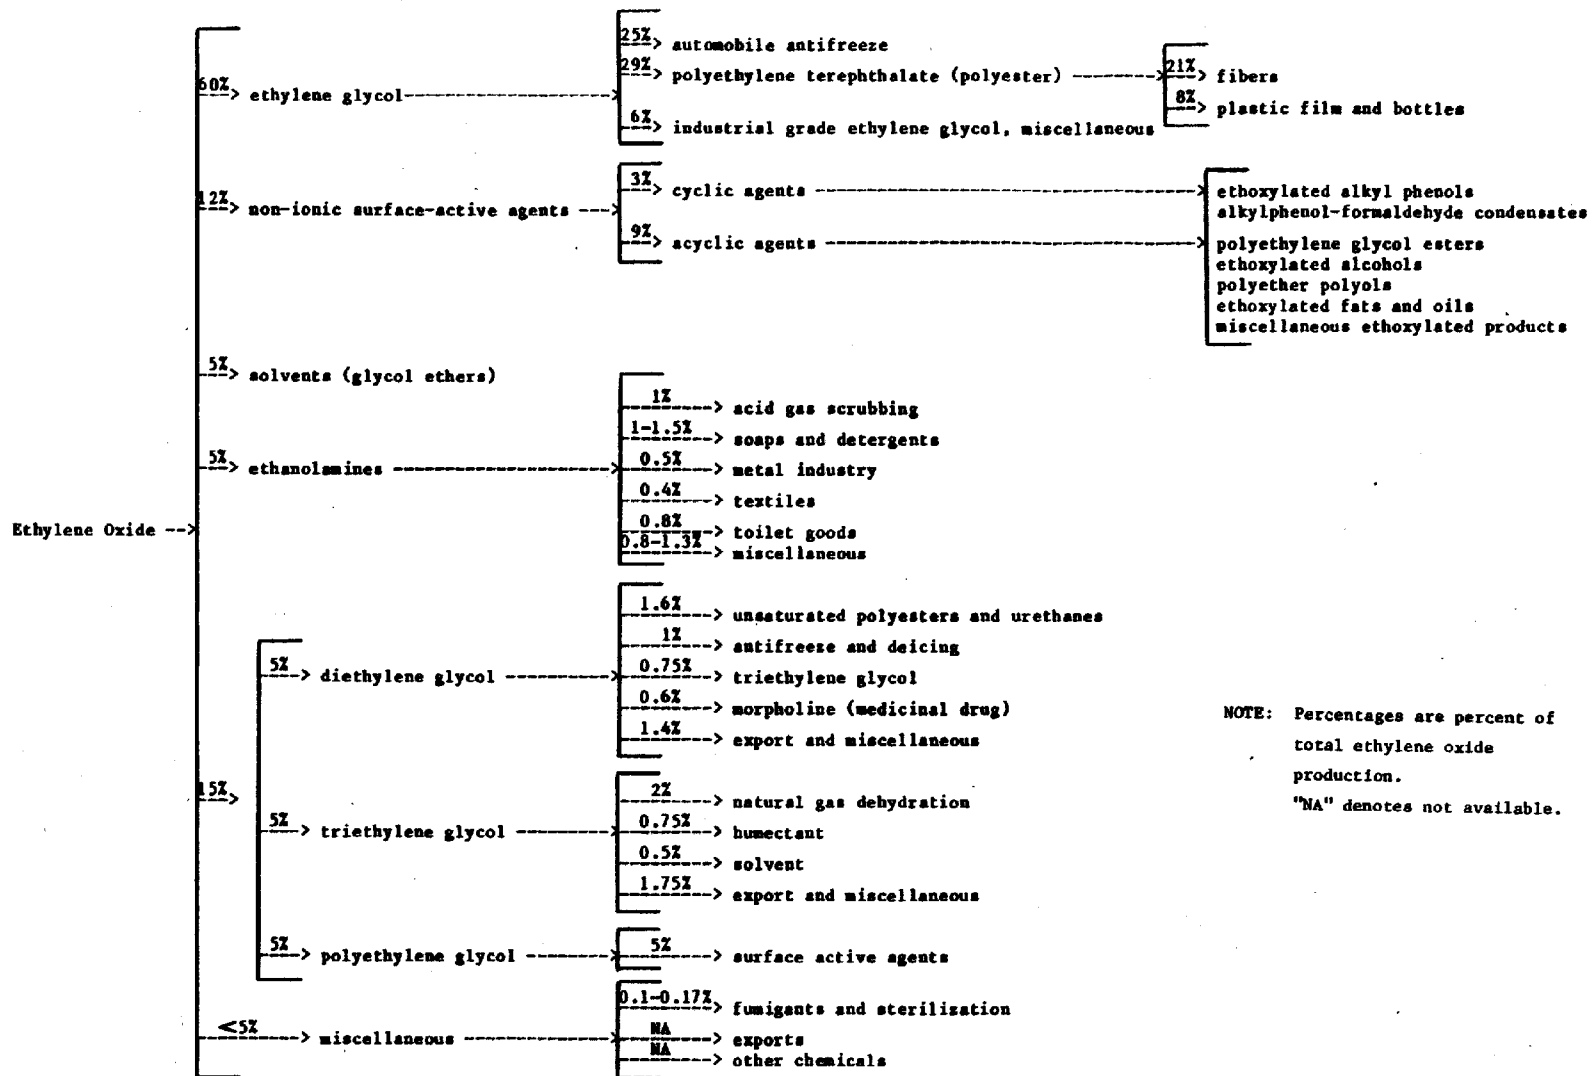 25% automobile antifreeze
29% polyethylene terephthalate (polyester)
21% fibers
60% ethylene glycol
8% plastic film and bottles
6% industrial grade ethylene glycol, miscellaneous
3% cyclic agents
ethoxylated alkyl phenols
alkylphenol-formaldehyde condensates
12% non-ionic surface-active agents
9% acyclic agents
polyethylene glycol esters
ethoxylated alcohols
polyether polyols
ethoxylated fats and oils
miscellaneous ethoxylated products
5% solvents (glycol ethers)
1% acid gas scrubbing
1-1.5% soaps and detergents
5% ethanolamines
0.5% metal industry
0.4% textiles
Ethylene Oxide
0.8% toilet goods
0.8-1.3% miscellaneous
1.6% unsaturated polyesters and urethanes
1% antifreeze and deicing
5% diethylene glycol
0.75% triethylene glycol
0.6% morpholine (medicinal drug)
1.4% export and miscellaneous
NOTE: Percentages are percent of
total ethylene oxide
production.
"NA" denotes not available.
15%
2% natural gas dehydration
5% triethylene glycol
0.75% humectant
0.5% solvent
1.75% export and miscellaneous
5% polyethylene glycol
5% surface active agents
0.1-0.17% fumigants and sterilization
<5% miscellaneous
NA exports
NA other chemicals